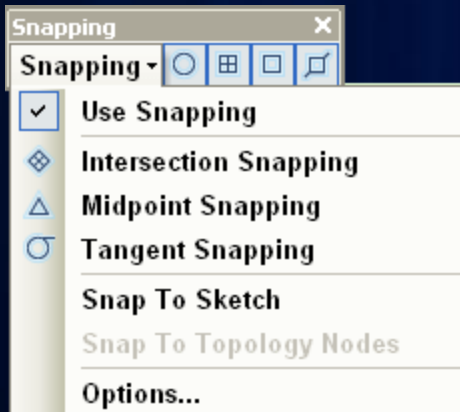 Snapping
Snapping
Use Snapping
Intersection Snapping
Midpoint Snapping
Tangent Snapping
Snap To Sketch
Snap To Topology Nodes
Options...